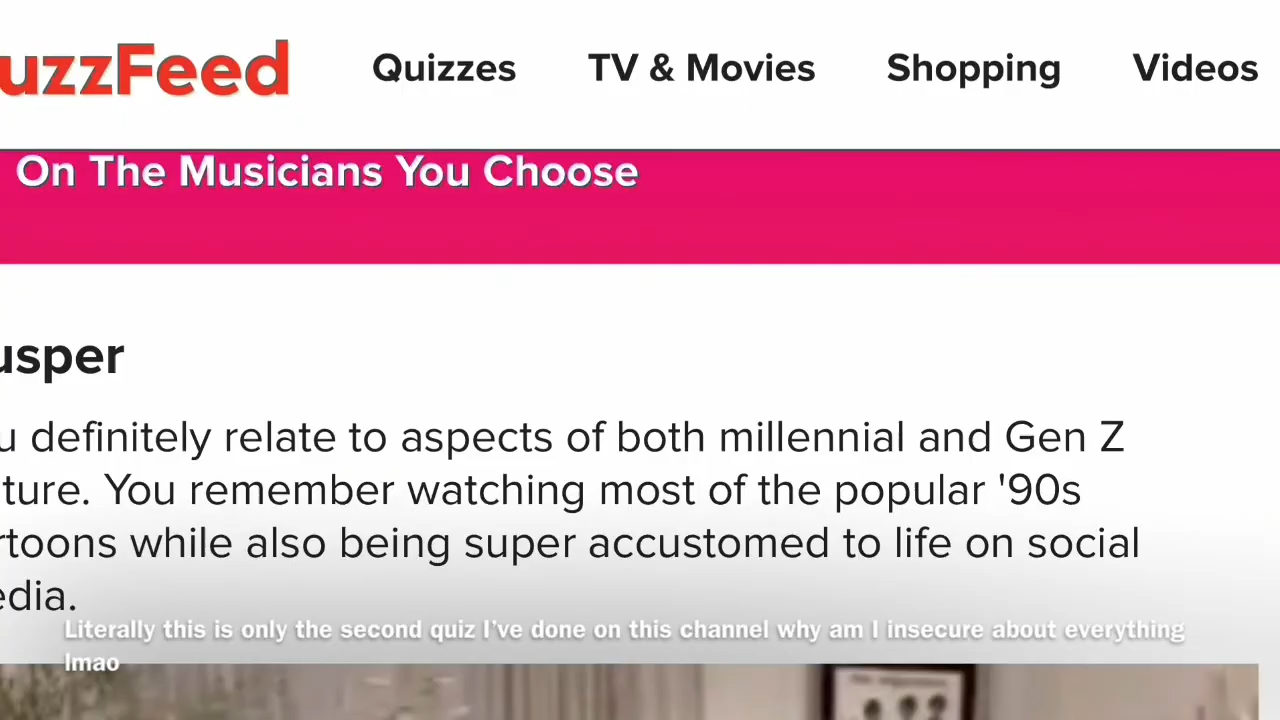 uzzFeed Quizzes TV & Movies Shopping Videos
On The Musicians You Choose
usper
u definitely relate to aspects of both millennial and Gen Z
ture. You remember watching most of the popular '90s
rtoons while also being super accustomed to life on social
edia.
Literally this is only the second quiz I've done on this channel why am I insecure about everything
lmao